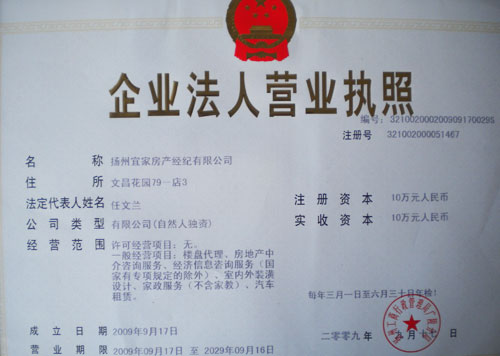 企业法人营业执照
编号: 321002000200909170029S
注册号 321002000051467
名 称 扬州宜家房产经纪有限公司
住 所 文昌花园79-店3
法定代表人姓名 任文兰
注 册 资 本 10万元人民币
公 司 类 型 有限公司(自然人独资)
实 收 资 本 10万元人民币
经 营 范 围 许可经营项目：无。
一般经营项目：楼盘代理、房地产中
介咨询服务、经济信息咨询服务（国
家有专项规定的除外）、室内外装潢
设计、家政服务（不含家教）、汽车
租赁。
每年三月一日至六月三十日年检!
成 立 日 期 2009年9月17日
二〇〇九年
营 业 期 限 2009年09月17日 至 2029年09月16日